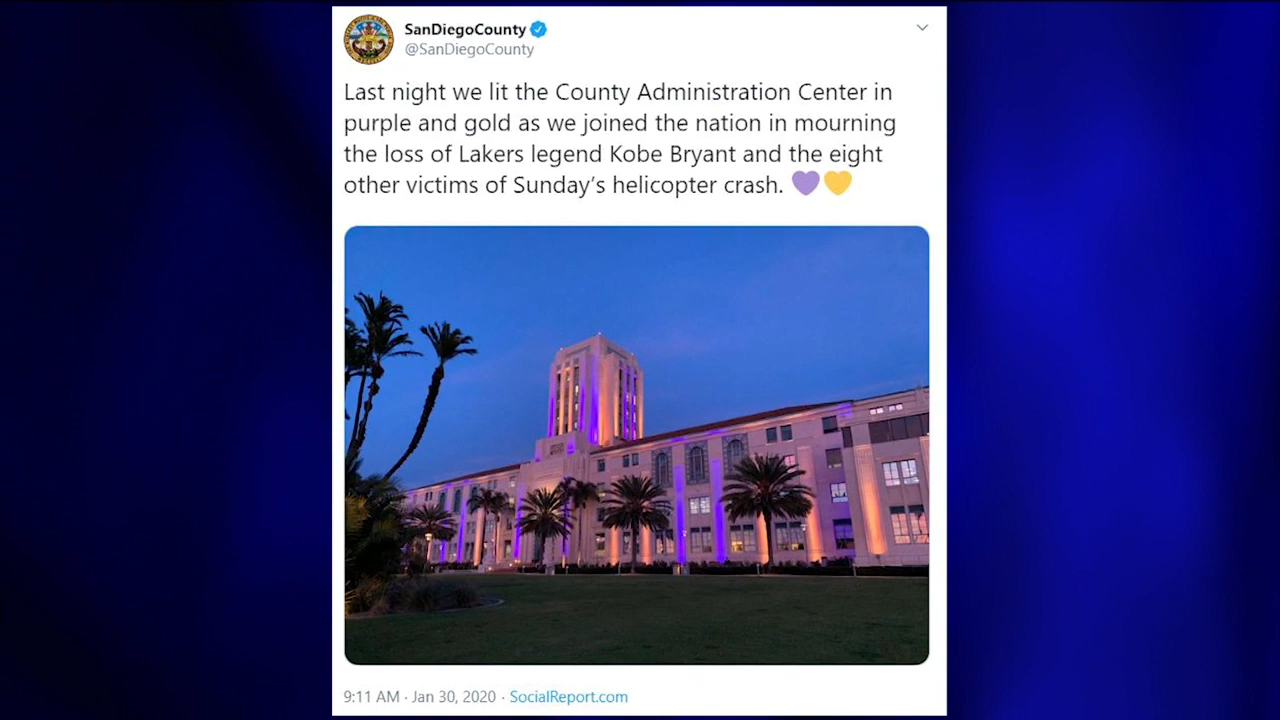 SanDiegoCounty
@SanDiegoCounty
Last night we lit the County Administration Center in
purple and gold as we joined the nation in mourning
the loss of Lakers legend Kobe Bryant and the eight
other victims of Sunday’s helicopter crash. 💜💛
9:11 AM · Jan 30, 2020 · SocialReport.com